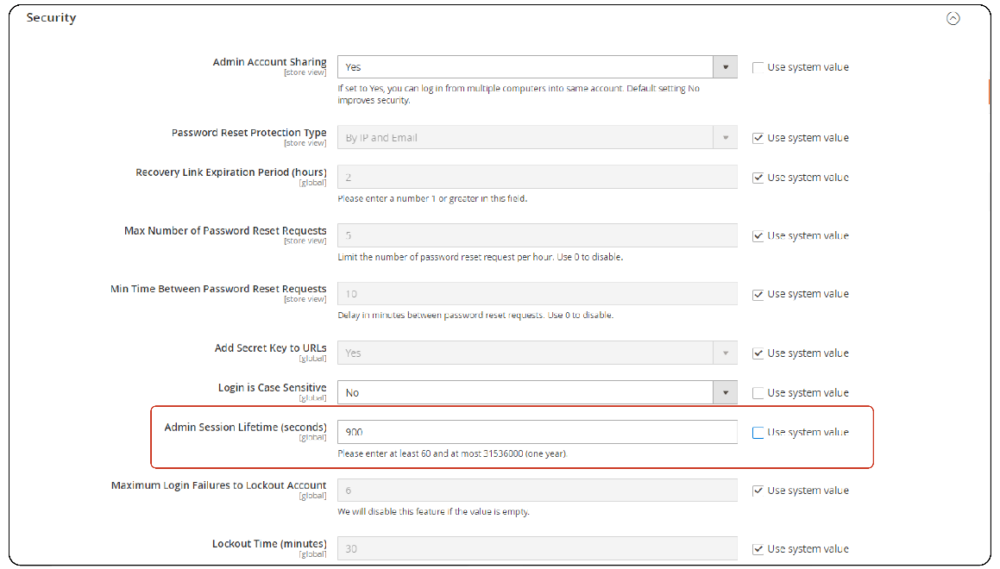 Security
Admin Account Sharing
[store view]
Yes
Use system value
If set to Yes, you can log in from multiple computers into same account. Default setting No
improves security.
Password Reset Protection Type
[store view]
By IP and Email
Use system value
Recovery Link Expiration Period (hours)
[global]
2
Use system value
Please enter a number 1 or greater in this field.
Max Number of Password Reset Requests
[store view]
5
Use system value
Limit the number of password reset request per hour. Use 0 to disable.
Min Time Between Password Reset Requests
[store view]
10
Use system value
Delay in minutes between password reset requests. Use 0 to disable.
Add Secret Key to URLs
[global]
Yes
Use system value
Login is Case Sensitive
[global]
No
Use system value
Admin Session Lifetime (seconds)
[global]
900
Use system value
Please enter at least 60 and at most 31536000 (one year).
Maximum Login Failures to Lockout Account
[global]
6
Use system value
We will disable this feature if the value is empty.
Lockout Time (minutes)
[global]
30
Use system value